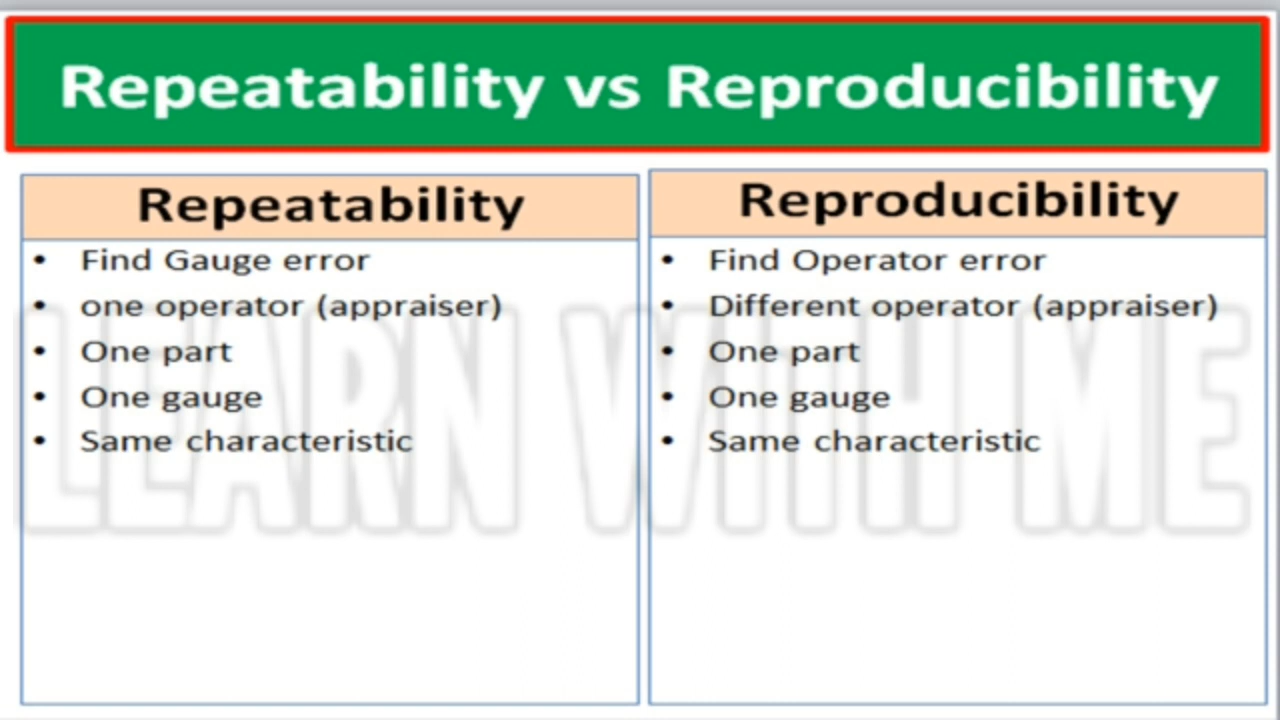 Repeatability vs Reproducibility
Repeatability
• Find Gauge error
• one operator (appraiser)
• One part
• One gauge
• Same characteristic
Reproducibility
• Find Operator error
• Different operator (appraiser)
• One part
• One gauge
• Same characteristic
LEARN WITH ME